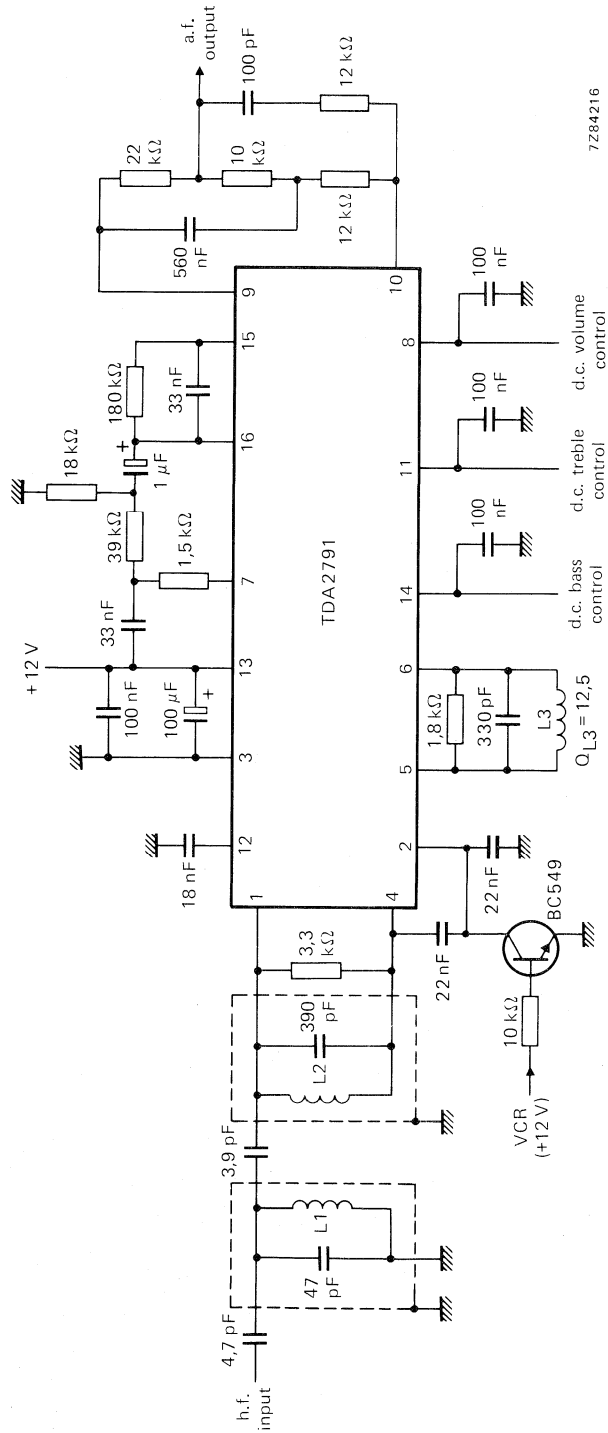 h.f.
input
4,7 pF
47
pF
L1
3,9 pF
L2
390
pF
3,3
kΩ
VCR
(+12 V)
10 kΩ
BC549
22 nF
22 nF
1
4
12
18 nF
3
13
+12 V
100 nF
100 μF
+
33 nF
7
1,5 kΩ
39 kΩ
18 kΩ
1 μF
+
16
15
180 kΩ
33 nF
9
560
nF
22
kΩ
10
kΩ
12 kΩ
a.f.
output
100 pF
12 kΩ
10
TDA2791
2
5
6
1,8 kΩ
330 pF
L3
QL3 = 12,5
14
100
nF
d.c. bass
control
11
100
nF
d.c. treble
control
8
100
nF
d.c. volume
control
7Z84216